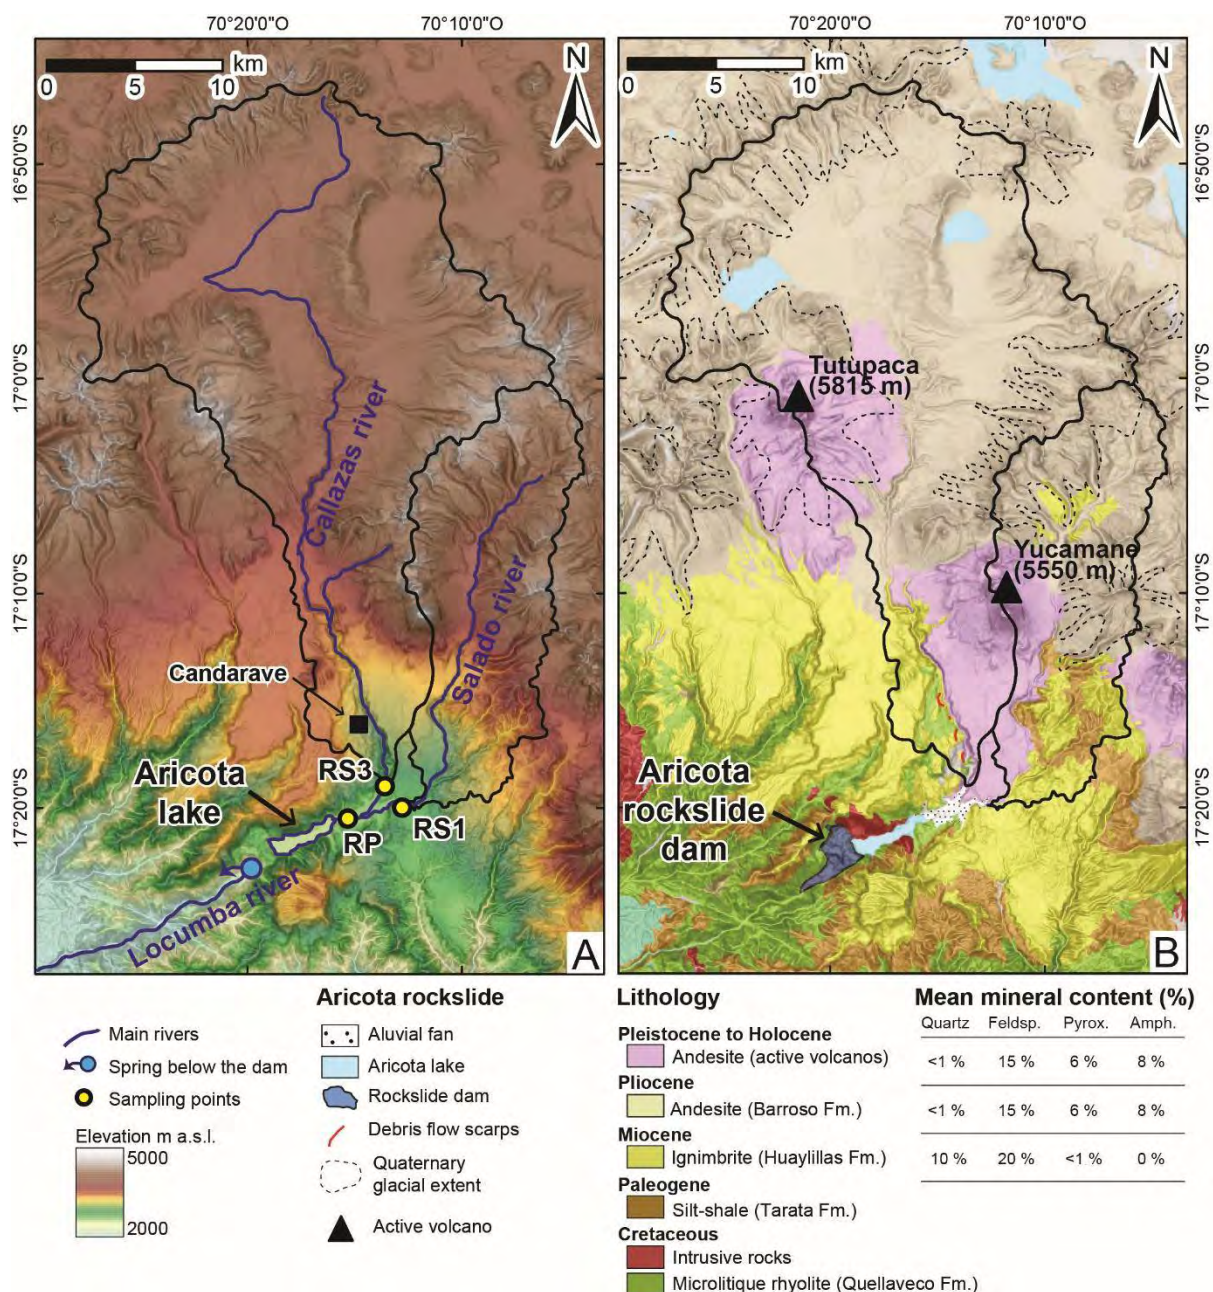 70°20'0"W
70°10'0"W
70°20'0"W
70°10'0"W
km
0
5
10
N
km
0
5
10
N
16°50'0"S
16°50'0"S
17°0'0"S
17°0'0"S
17°10'0"S
17°10'0"S
17°20'0"S
17°20'0"S
Callazas river
Salado river
Candarave
RS3
Aricota
lake
RP
RS1
Locumba river
A
Tutupaca
(5815 m)
Yucamane
(5550 m)
Aricota
rockslide
dam
B
Main rivers
Spring below the dam
Sampling points
Elevation m a.s.l.
5000
2000
Aricota rockslide
Aluvial fan
Aricota lake
Rockslide dam
Debris flow scarps
Quaternary
glacial extent
Active volcano
Lithology
Pleistocene to Holocene
Andesite (active volcanos)
Pliocene
Andesite (Barroso Fm.)
Miocene
Ignimbrite (Huaylillas Fm.)
Paleogene
Silt-shale (Tarata Fm.)
Cretaceous
Intrusive rocks
Microlitique rhyolite (Quellaveco Fm.)
Mean mineral content (%)
Quartz Feldsp. Pyrox. Amph.
<1 % 15 % 6 % 8 %
<1 % 15 % 6 % 8 %
10 % 20 % <1 % 0 %